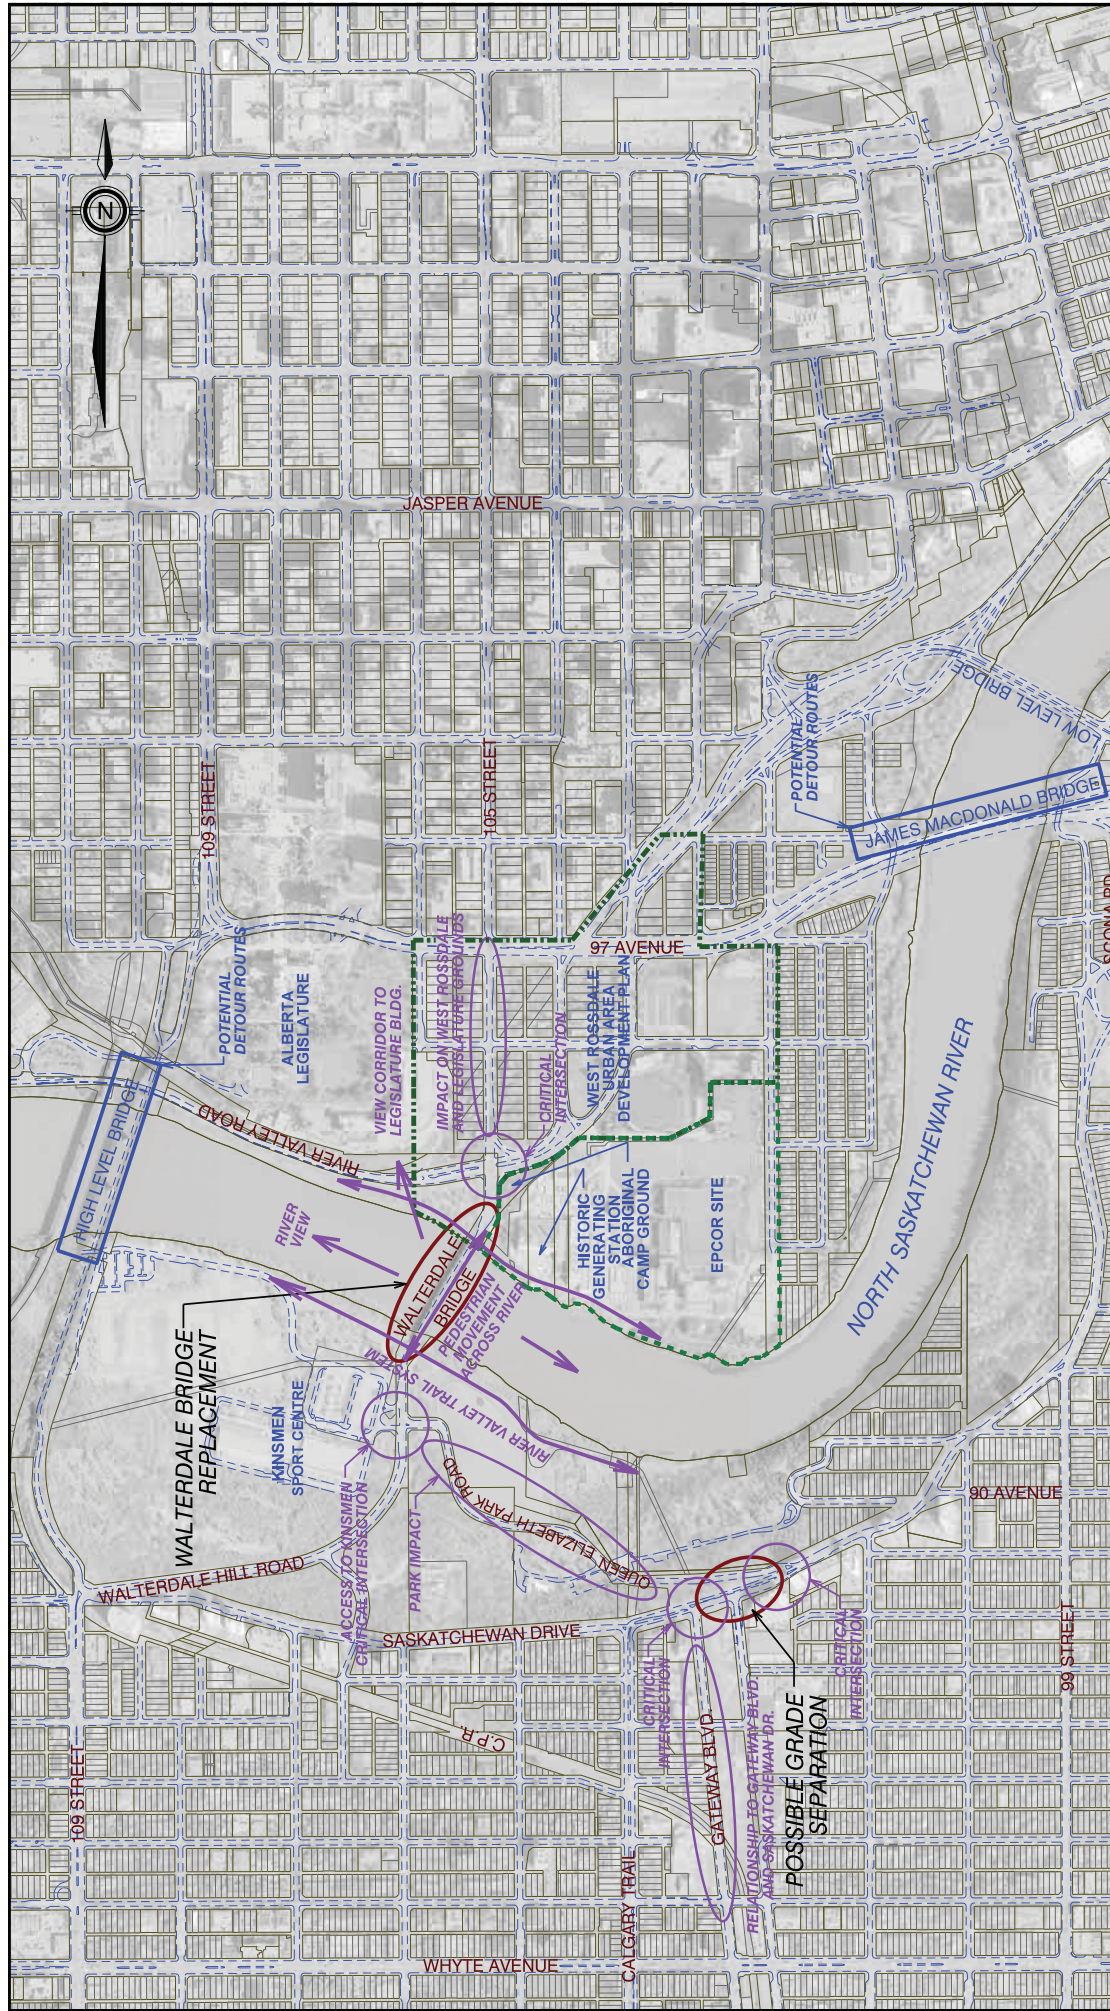 N
JASPER AVENUE
109 STREET
105 STREET
POTENTIAL
DETOUR ROUTES
LOW LEVEL BRIDGE
JAMES MACDONALD BRIDGE
97 AVENUE
POTENTIAL
DETOUR ROUTES
ALBERTA
LEGISLATURE
VIEW CORRIDOR TO
LEGISLATURE BLDG.
IMPACT ON WEST ROSSDALE
AND LEGISLATURE GROUNDS
CRITICAL
INTERSECTION
WEST ROSSDALE
URBAN AREA
DEVELOPMENT PLAN
HIGH LEVEL BRIDGE
RIVER VALLEY ROAD
RIVER
VIEW
HISTORIC
GENERATING
STATION
ABORIGINAL
CAMP GROUND
EPCOR SITE
NORTH SASKATCHEWAN RIVER
WALTERDALE
BRIDGE
PEDESTRIAN
MOVEMENT
ACROSS RIVER
WALTERDALE BRIDGE
REPLACEMENT
RIVER VALLEY TRAIL SYSTEM
KINSMEN
SPORT CENTRE
ACCESS TO KINSMEN
CRITICAL INTERSECTION
PARK IMPACT
QUEEN ELIZABETH PARK ROAD
90 AVENUE
WALTERDALE HILL ROAD
SASKATCHEWAN DRIVE
CRITICAL
INTERSECTION
CRITICAL
INTERSECTION
99 STREET
C.P.R.
GATEWAY BLVD.
RELATIONSHIP TO GATEWAY BLVD.
AND SASKATCHEWAN DR.
POSSIBLE GRADE
SEPARATION
109 STREET
CALGARY TRAIL
WHYTE AVENUE